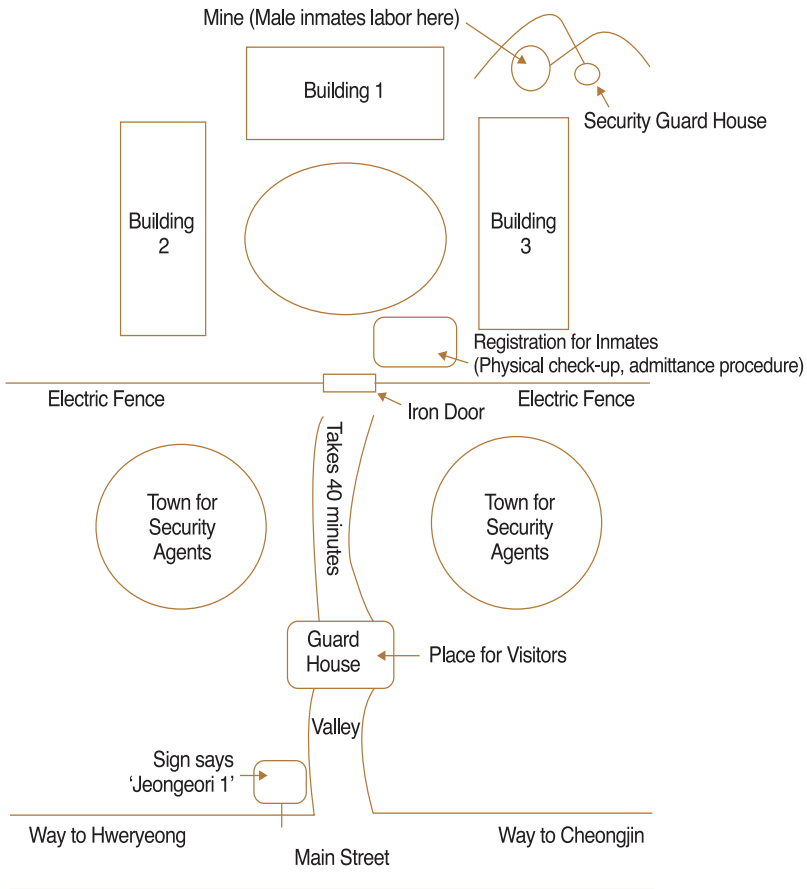 Mine (Male inmates labor here)
Building 1
Security Guard House
Building
2
Building
3
Registration for Inmates
(Physical check-up, admittance procedure)
Electric Fence
Iron Door
Electric Fence
Takes 40 minutes
Town for
Security
Agents
Town for
Security
Agents
Guard
House
Place for Visitors
Valley
Sign says
‘Jeongeori 1’
Way to Hweryeong
Way to Cheongjin
Main Street